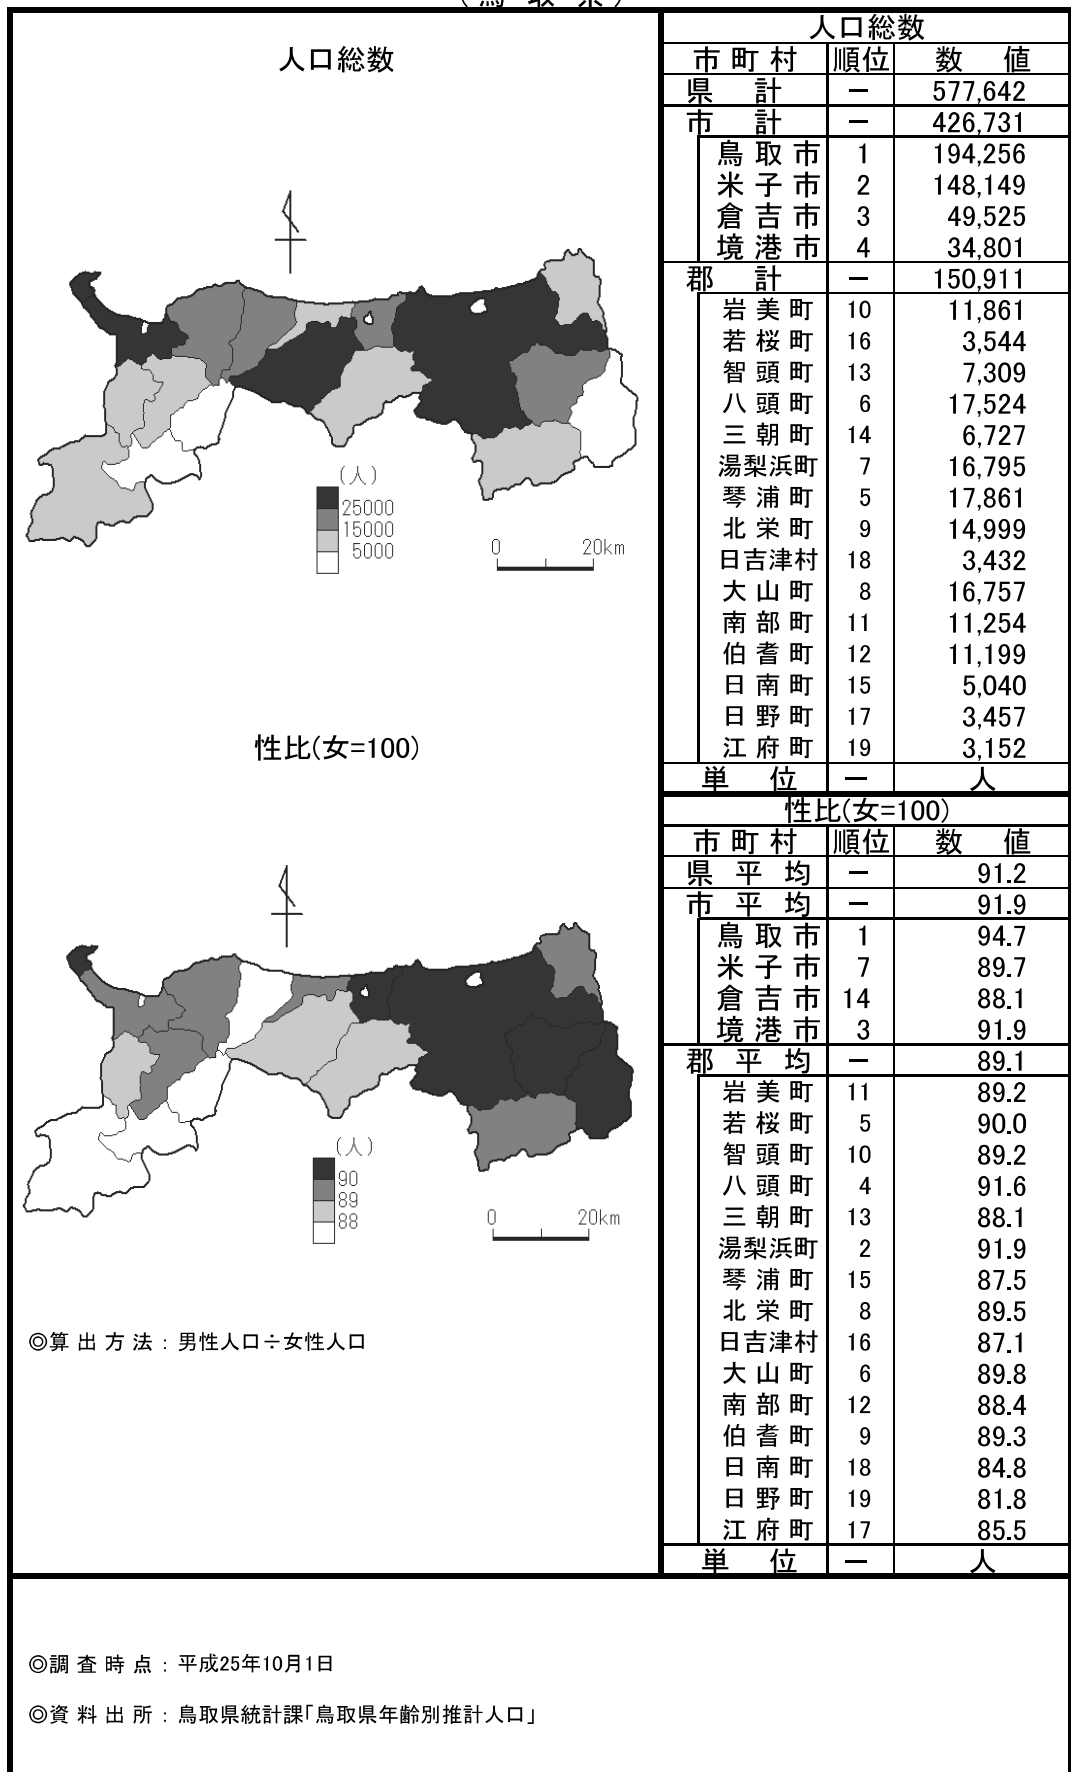 (鳥 取 県)
人口総数
(人)
25000
15000
5000
0 20km
性比(女=100)
(人)
90
89
88
0 20km
◎算 出 方 法 : 男性人口÷女性人口
人口総数
市 町 村 順位 数 値
県 計 － 577,642
市 計 － 426,731
鳥 取 市 1 194,256
米 子 市 2 148,149
倉 吉 市 3 49,525
境 港 市 4 34,801
郡 計 － 150,911
岩 美 町 10 11,861
若 桜 町 16 3,544
智 頭 町 13 7,309
八 頭 町 6 17,524
三 朝 町 14 6,727
湯梨浜町 7 16,795
琴 浦 町 5 17,861
北 栄 町 9 14,999
日吉津村 18 3,432
大 山 町 8 16,757
南 部 町 11 11,254
伯 耆 町 12 11,199
日 南 町 15 5,040
日 野 町 17 3,457
江 府 町 19 3,152
単 位 － 人
性比(女=100)
市 町 村 順位 数 値
県 平 均 － 91.2
市 平 均 － 91.9
鳥 取 市 1 94.7
米 子 市 7 89.7
倉 吉 市 14 88.1
境 港 市 3 91.9
郡 平 均 － 89.1
岩 美 町 11 89.2
若 桜 町 5 90.0
智 頭 町 10 89.2
八 頭 町 4 91.6
三 朝 町 13 88.1
湯梨浜町 2 91.9
琴 浦 町 15 87.5
北 栄 町 8 89.5
日吉津村 16 87.1
大 山 町 6 89.8
南 部 町 12 88.4
伯 耆 町 9 89.3
日 南 町 18 84.8
日 野 町 19 81.8
江 府 町 17 85.5
単 位 － 人
◎調 査 時 点 : 平成25年10月1日
◎資 料 出 所 : 鳥取県統計課「鳥取県年齢別推計人口」